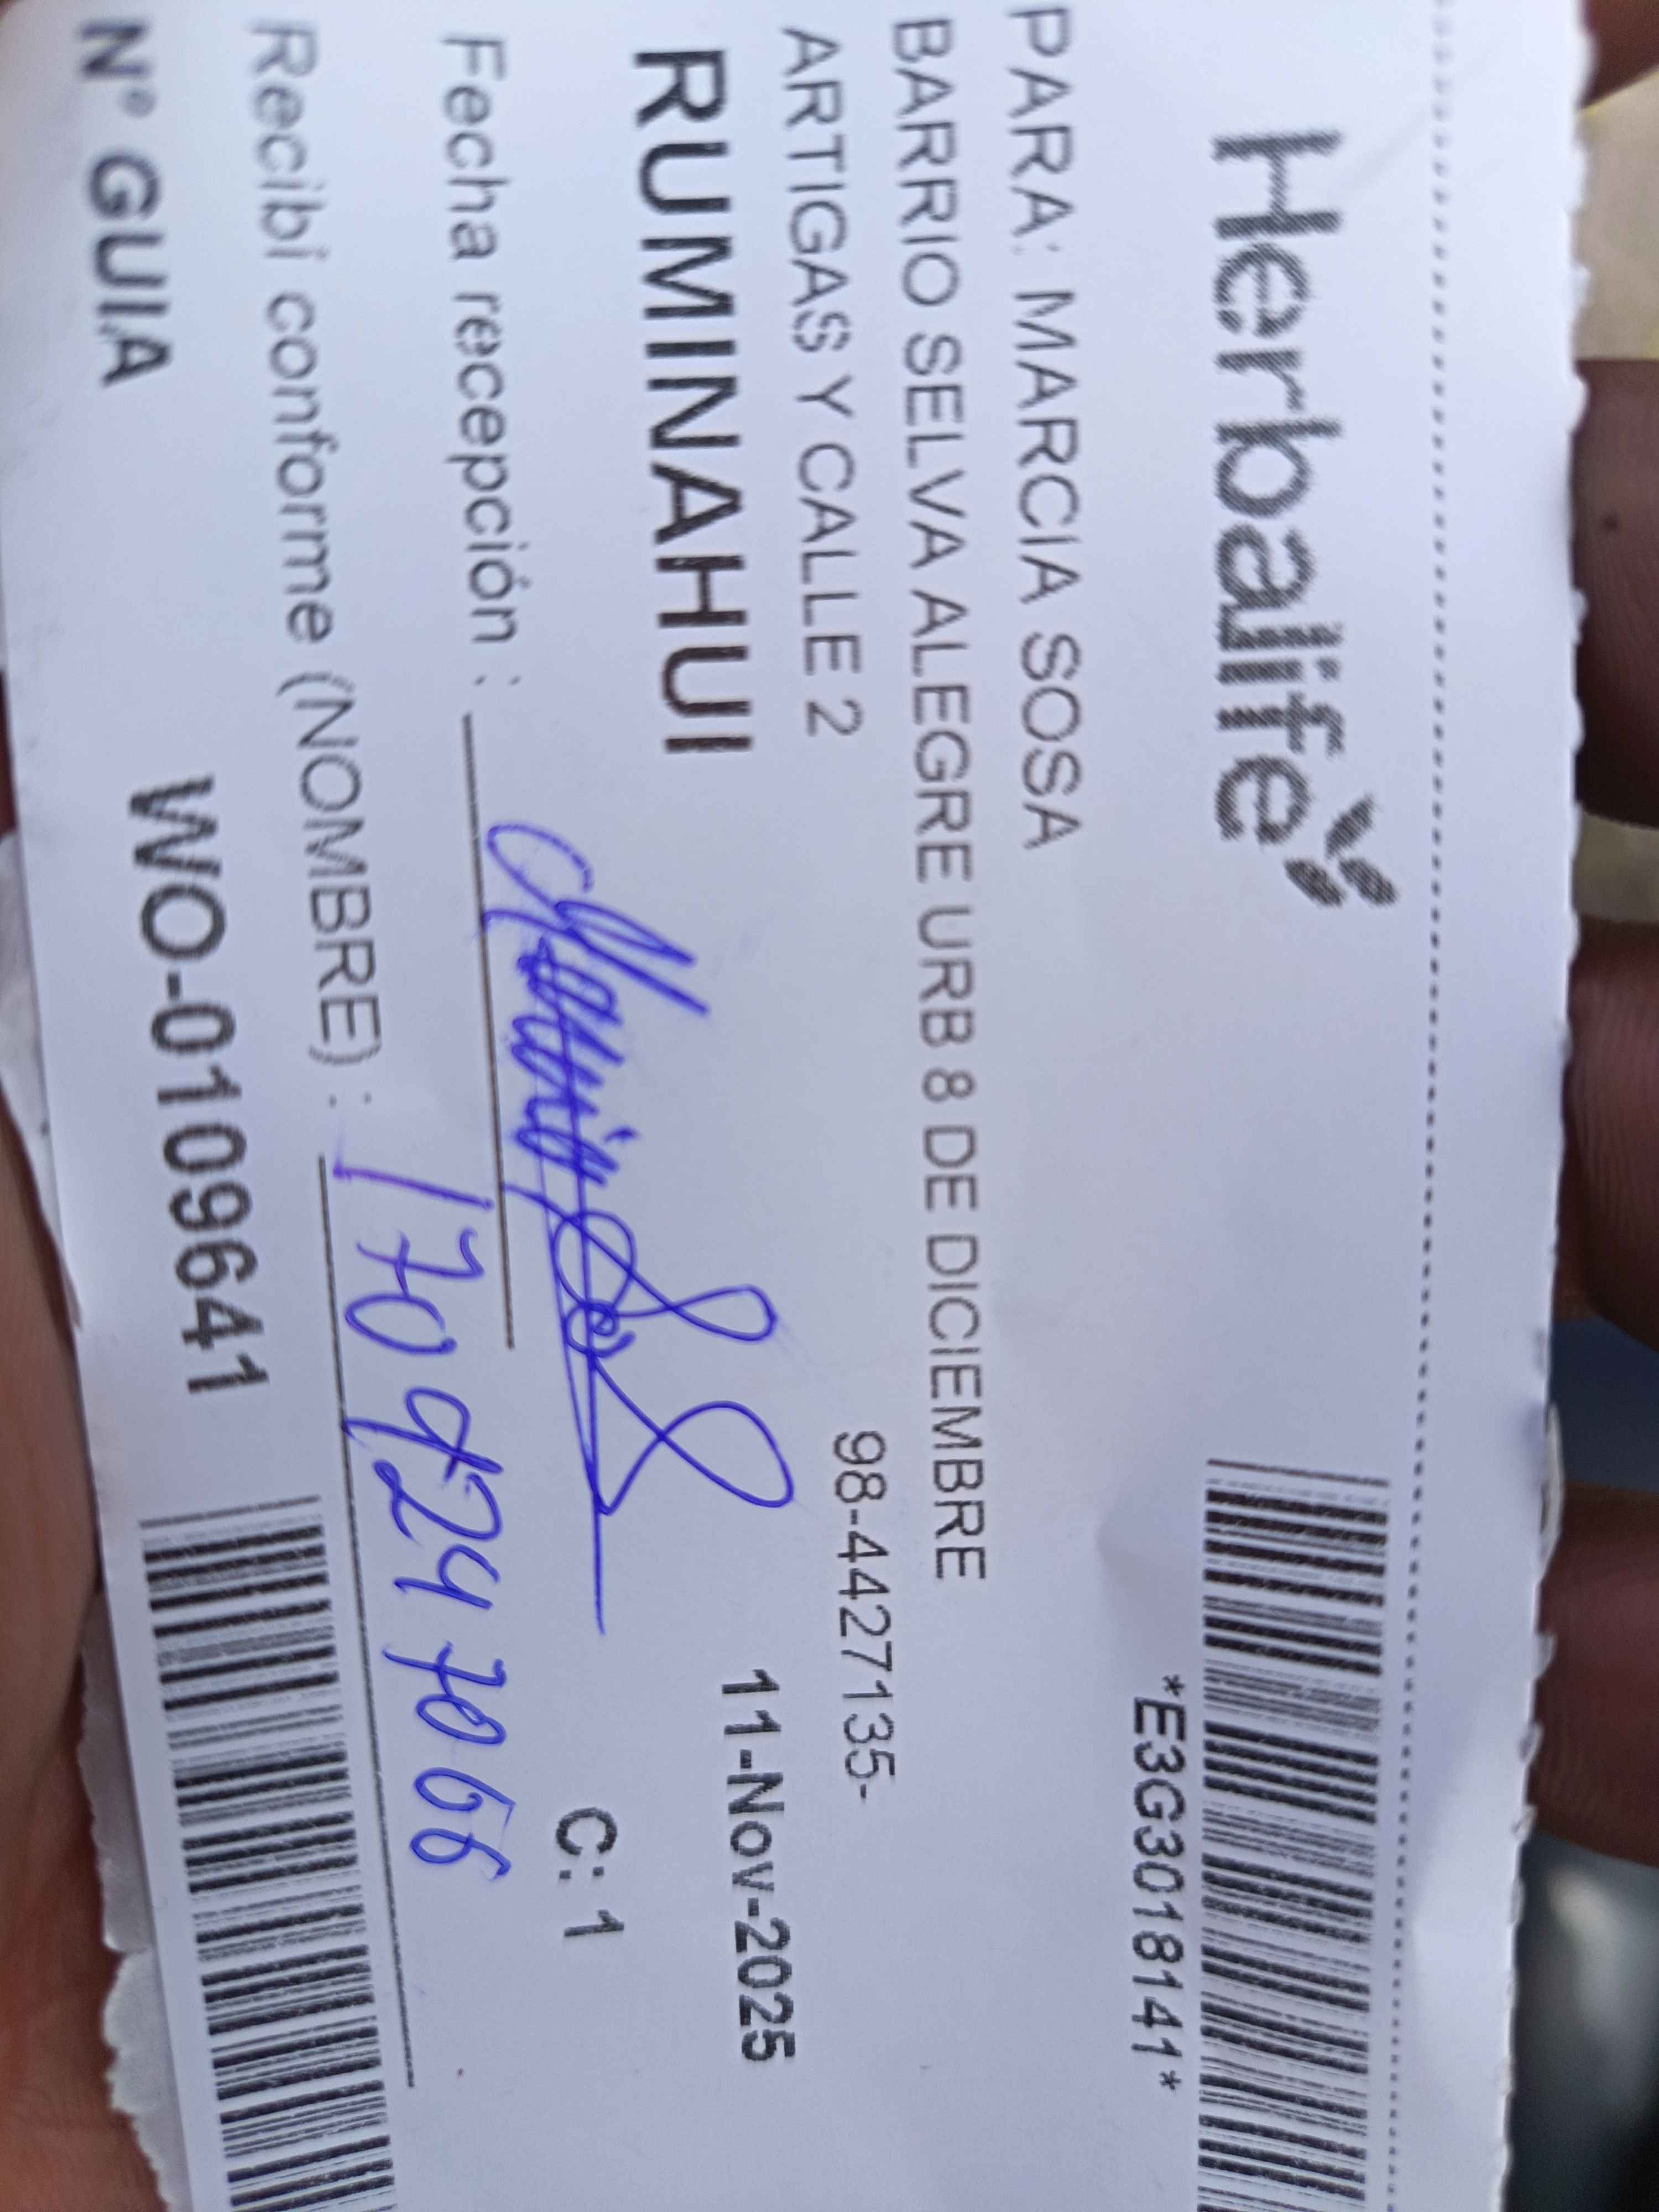 Herbalife
*E3G3018141*
PARA: MARCIA SOSA
BARRIO SELVA ALEGRE URB 8 DE DICIEMBRE
ARTIGAS Y CALLE 2
98-4427135-
RUMINAHUI
11-Nov-2025
Fecha recepción :
C: 1
Recibí conforme (NOMBRE) : 1709247066
N° GUIA WO-0109641